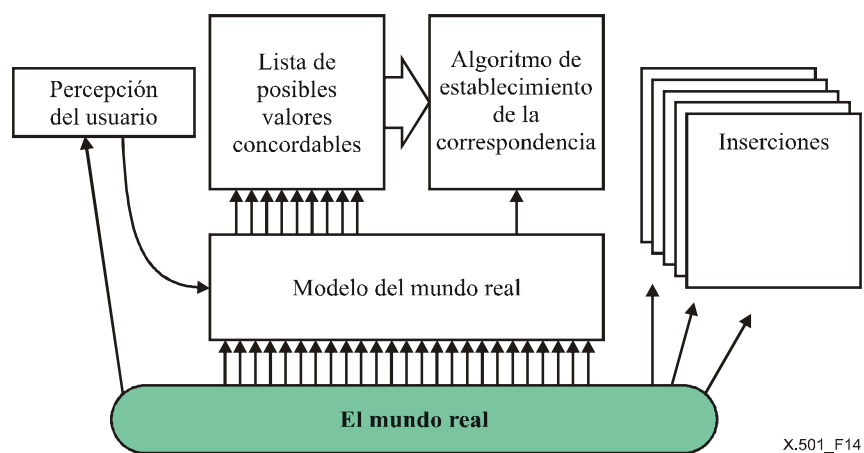 Percepción
del usuario
Lista de
posibles
valores
concordables
Algoritmo de
establecimiento
de la
correspondencia
Inserciones
Modelo del mundo real
El mundo real
X.501_F14